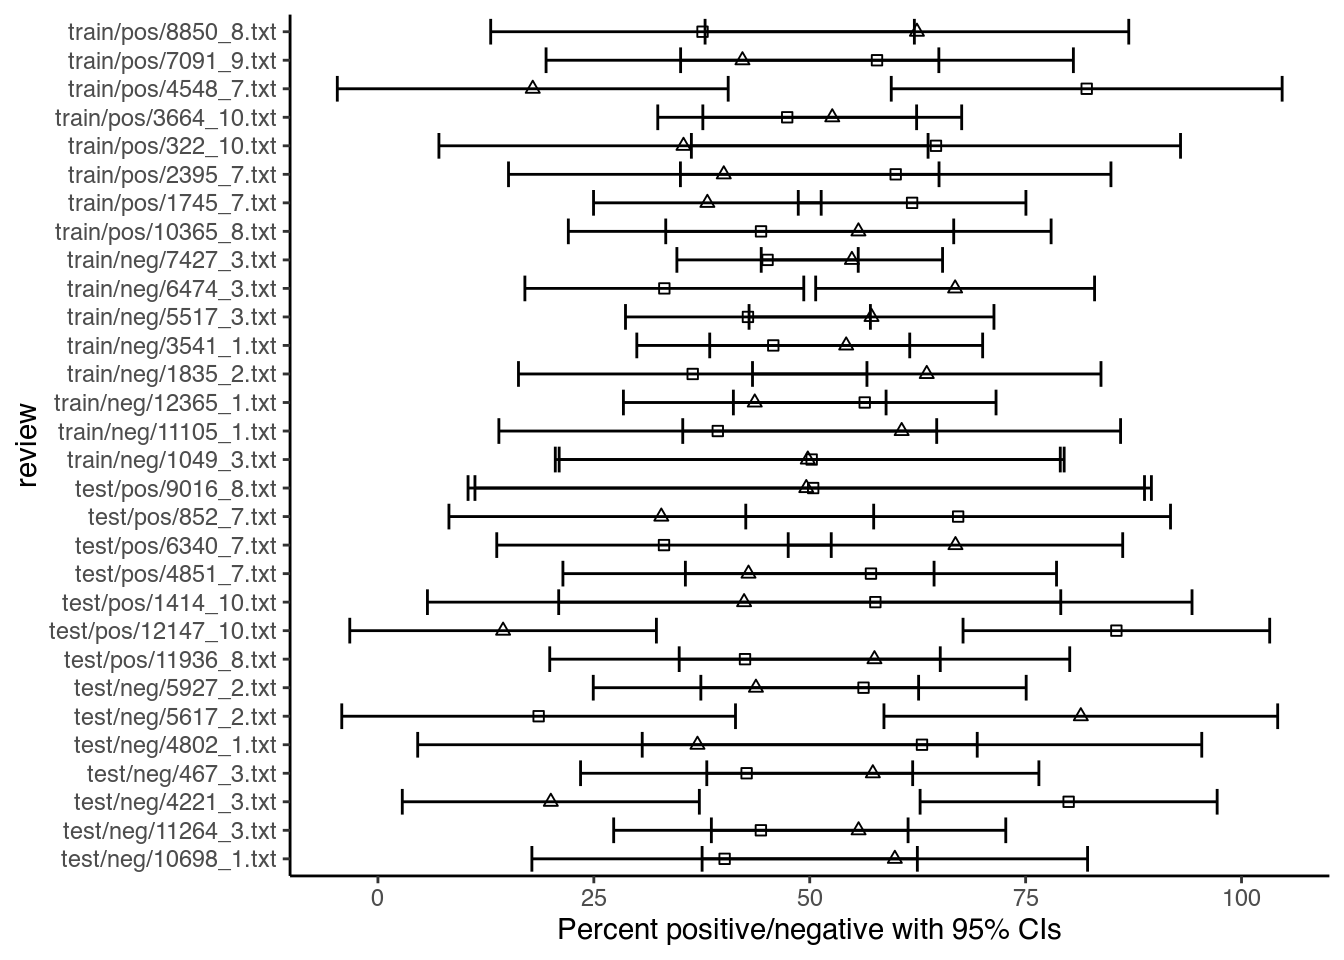 train/pos/8850_8.txt
train/pos/7091_9.txt
train/pos/4548_7.txt
train/pos/3664_10.txt
train/pos/322_10.txt
train/pos/2395_7.txt
train/pos/1745_7.txt
train/pos/10365_8.txt
train/neg/7427_3.txt
train/neg/6474_3.txt
train/neg/5517_3.txt
train/neg/3541_1.txt
train/neg/1835_2.txt
train/neg/12365_1.txt
train/neg/11105_1.txt
train/neg/1049_3.txt
test/pos/9016_8.txt
test/pos/852_7.txt
test/pos/6340_7.txt
test/pos/4851_7.txt
test/pos/1414_10.txt
test/pos/12147_10.txt
test/pos/11936_8.txt
test/neg/5927_2.txt
test/neg/5617_2.txt
test/neg/4802_1.txt
test/neg/467_3.txt
test/neg/4221_3.txt
test/neg/11264_3.txt
test/neg/10698_1.txt
review
0 25 50 75 100
Percent positive/negative with 95% CIs